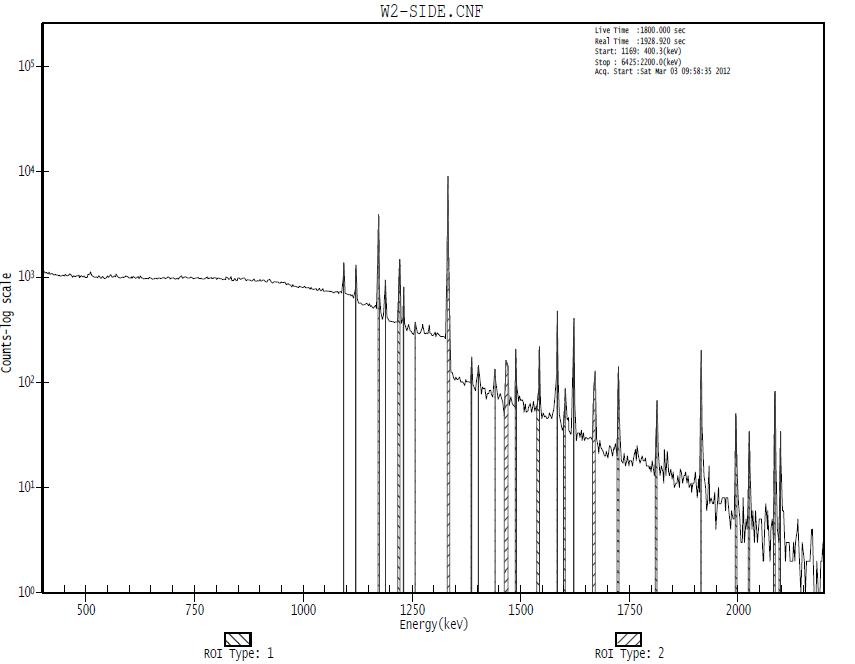 W2-SIDE.CNF
Live Time :1800.000 sec
Real Time :1928.920 sec
Start: 1169: 400.3(keV)
Stop : 6425:2200.0(keV)
Acq. Start :Sat Mar 03 09:58:35 2012
10⁵
10⁴
10³
10²
10¹
10⁰
Counts-log scale
500 750 1000 1250 1500 1750 2000
Energy(keV)
ROI Type: 1 ROI Type: 2